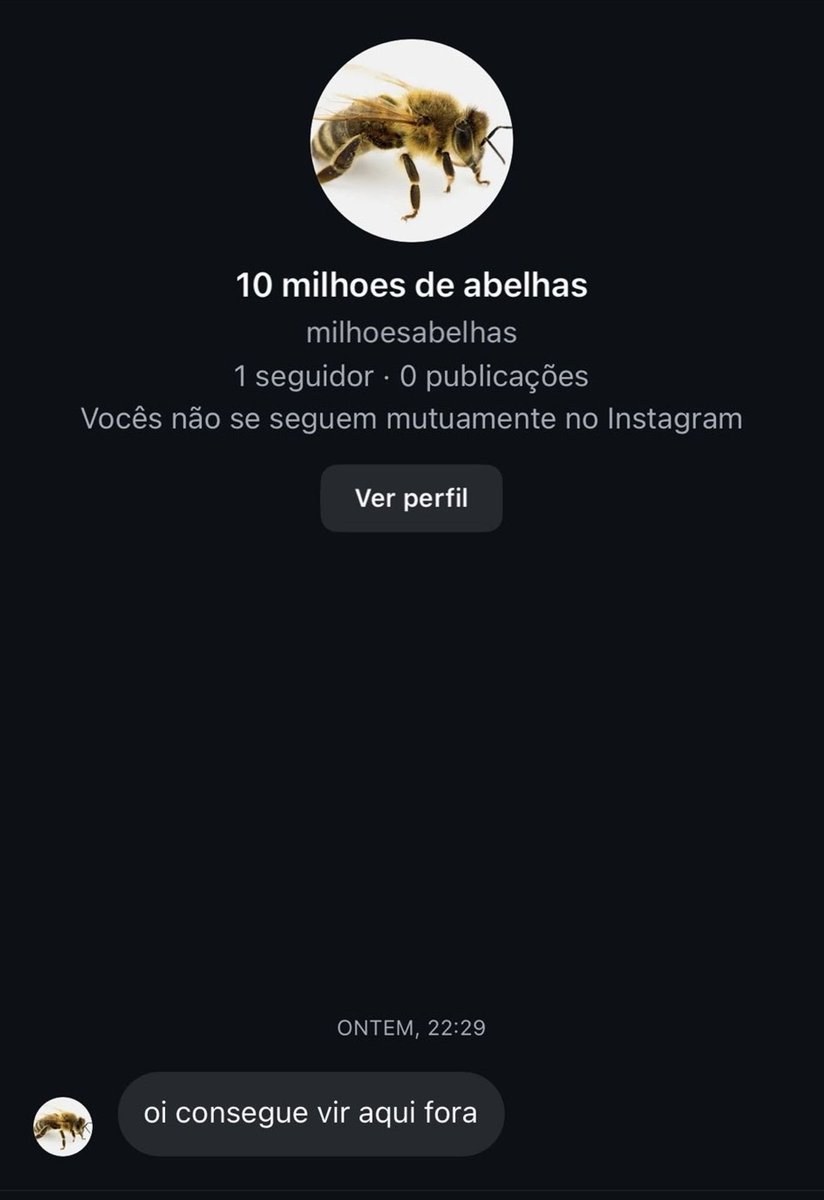 10 milhoes de abelhas
milhoesabelhas
1 seguidor · 0 publicações
Vocês não se seguem mutuamente no Instagram
Ver perfil
ONTEM, 22:29
oi consegue vir aqui fora